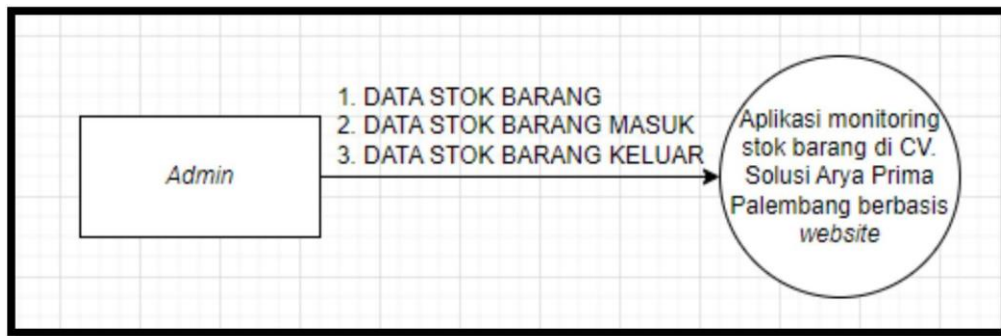 Admin
1. DATA STOK BARANG
2. DATA STOK BARANG MASUK
3. DATA STOK BARANG KELUAR
Aplikasi monitoring
stok barang di CV.
Solusi Arya Prima
Palembang berbasis
website